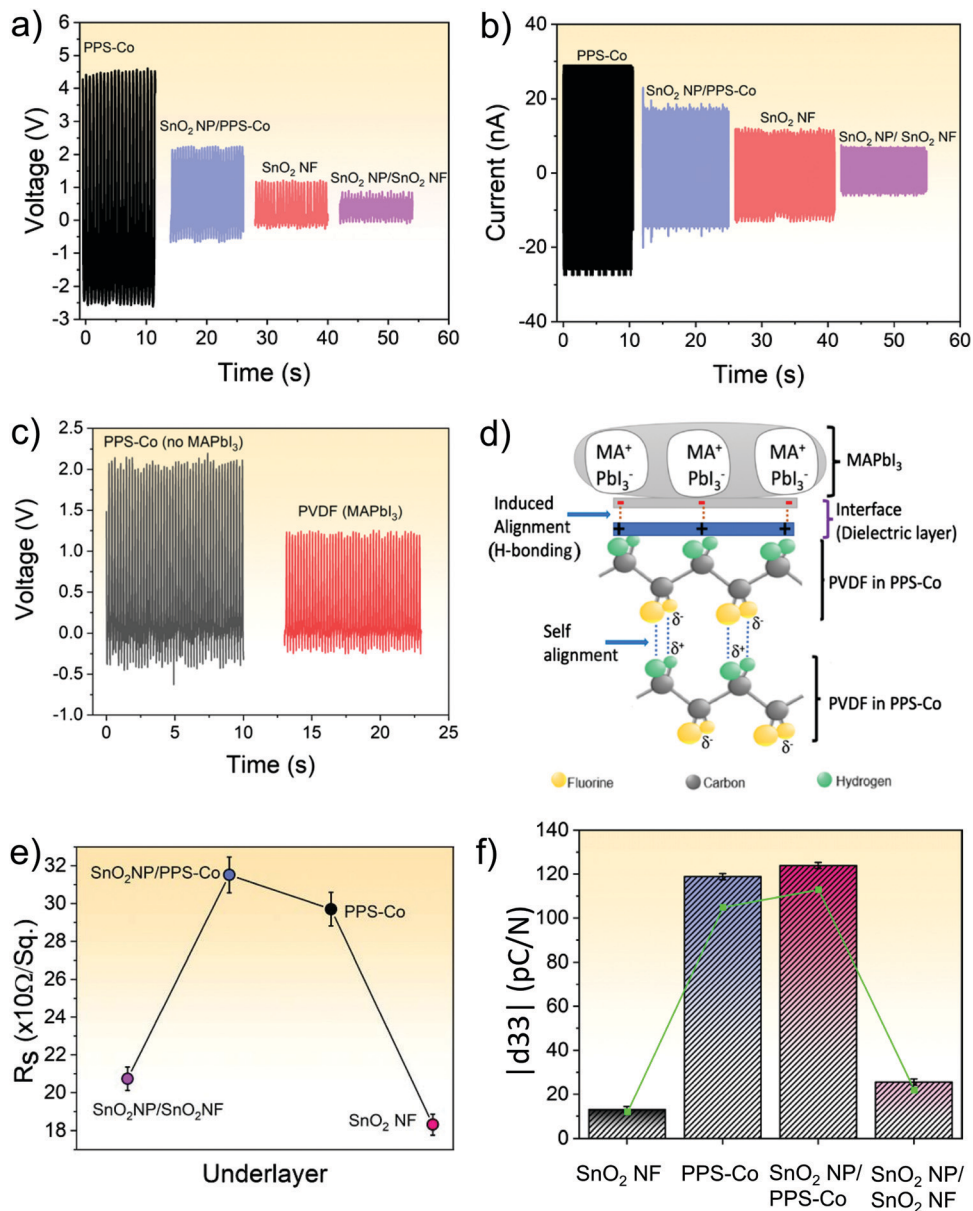 a)
PPS-Co
SnO₂ NP/PPS-Co
SnO₂ NF
SnO₂ NP/SnO₂ NF
Voltage (V)
6
5
4
3
2
1
0
-1
-2
-3
0 10 20 30 40 50 60
Time (s)
b)
PPS-Co
SnO₂ NP/PPS-Co
SnO₂ NF
SnO₂ NP/ SnO₂ NF
Current (nA)
40
20
0
-20
-40
0 10 20 30 40 50 60
Time (s)
c)
PPS-Co (no MAPbI₃)
PVDF (MAPbI₃)
Voltage (V)
2.5
2.0
1.5
1.0
0.5
0.0
-0.5
-1.0
0 5 10 15 20 25
Time (s)
d)
MA⁺ MA⁺ MA⁺
PbI₃⁻ PbI₃⁻ PbI₃⁻
MAPbI₃
- - -
+ + +
Induced
Alignment
(H-bonding)
Interface
(Dielectric layer)
PVDF in PPS-Co
δ⁻ δ⁻
Self
alignment
δ⁺ δ⁺
PVDF in PPS-Co
δ⁻ δ⁻
Fluorine Carbon Hydrogen
e)
Rs (x10Ω/Sq.)
32
30
28
26
24
22
20
18
SnO₂NP/PPS-Co
PPS-Co
SnO₂NP/SnO₂NF
SnO₂ NF
Underlayer
f)
|d33| (pC/N)
140
120
100
80
60
40
20
0
SnO₂ NF PPS-Co SnO₂ NP/ SnO₂ NP/
PPS-Co SnO₂ NF